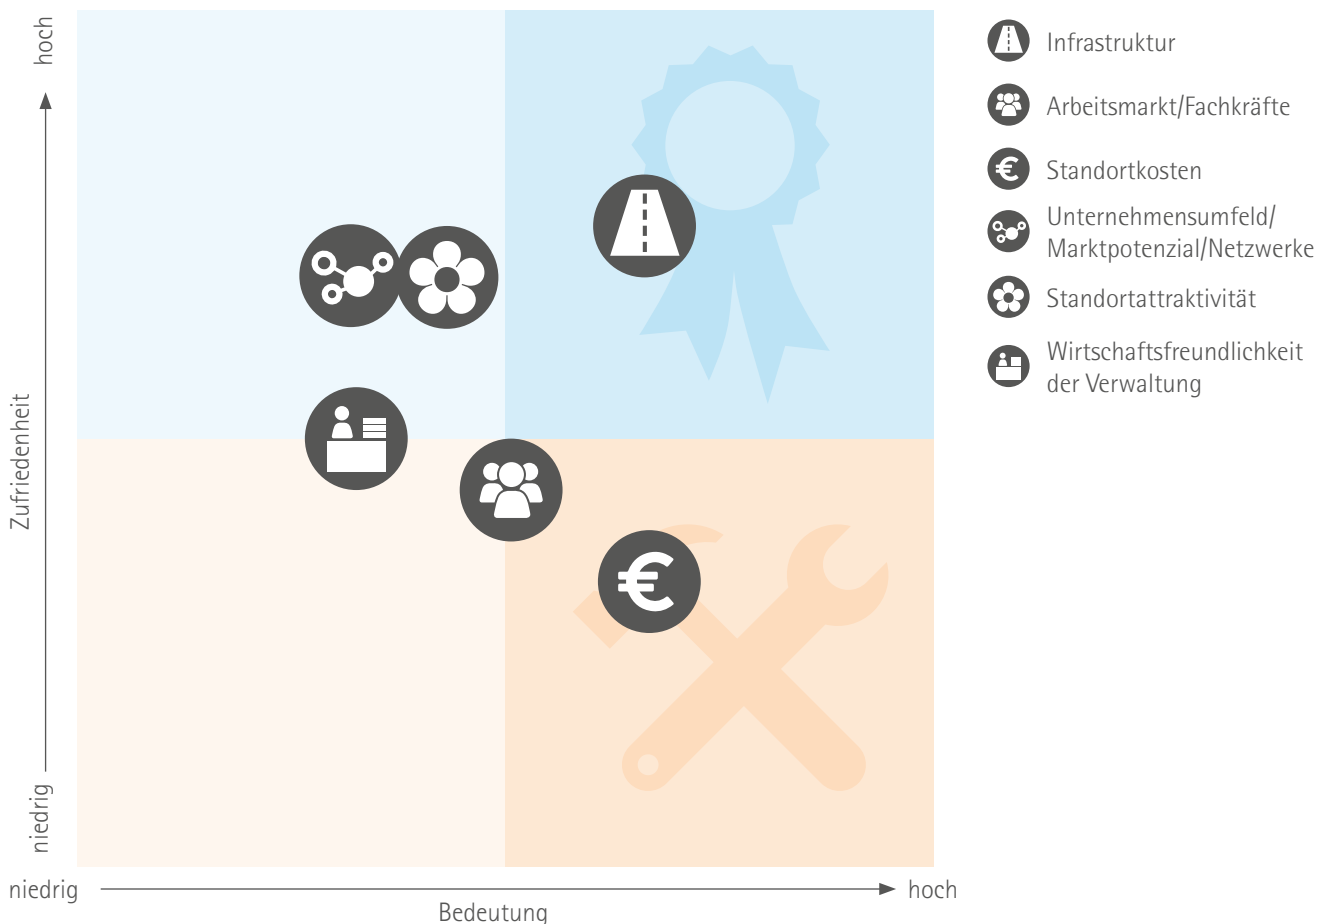 hoch
Zufriedenheit
niedrig
niedrig
hoch
Bedeutung
Infrastruktur
Arbeitsmarkt/Fachkräfte
€
Standortkosten
Unternehmensumfeld/
Marktpotenzial/Netzwerke
Standortattraktivität
Wirtschaftsfreundlichkeit
der Verwaltung
€